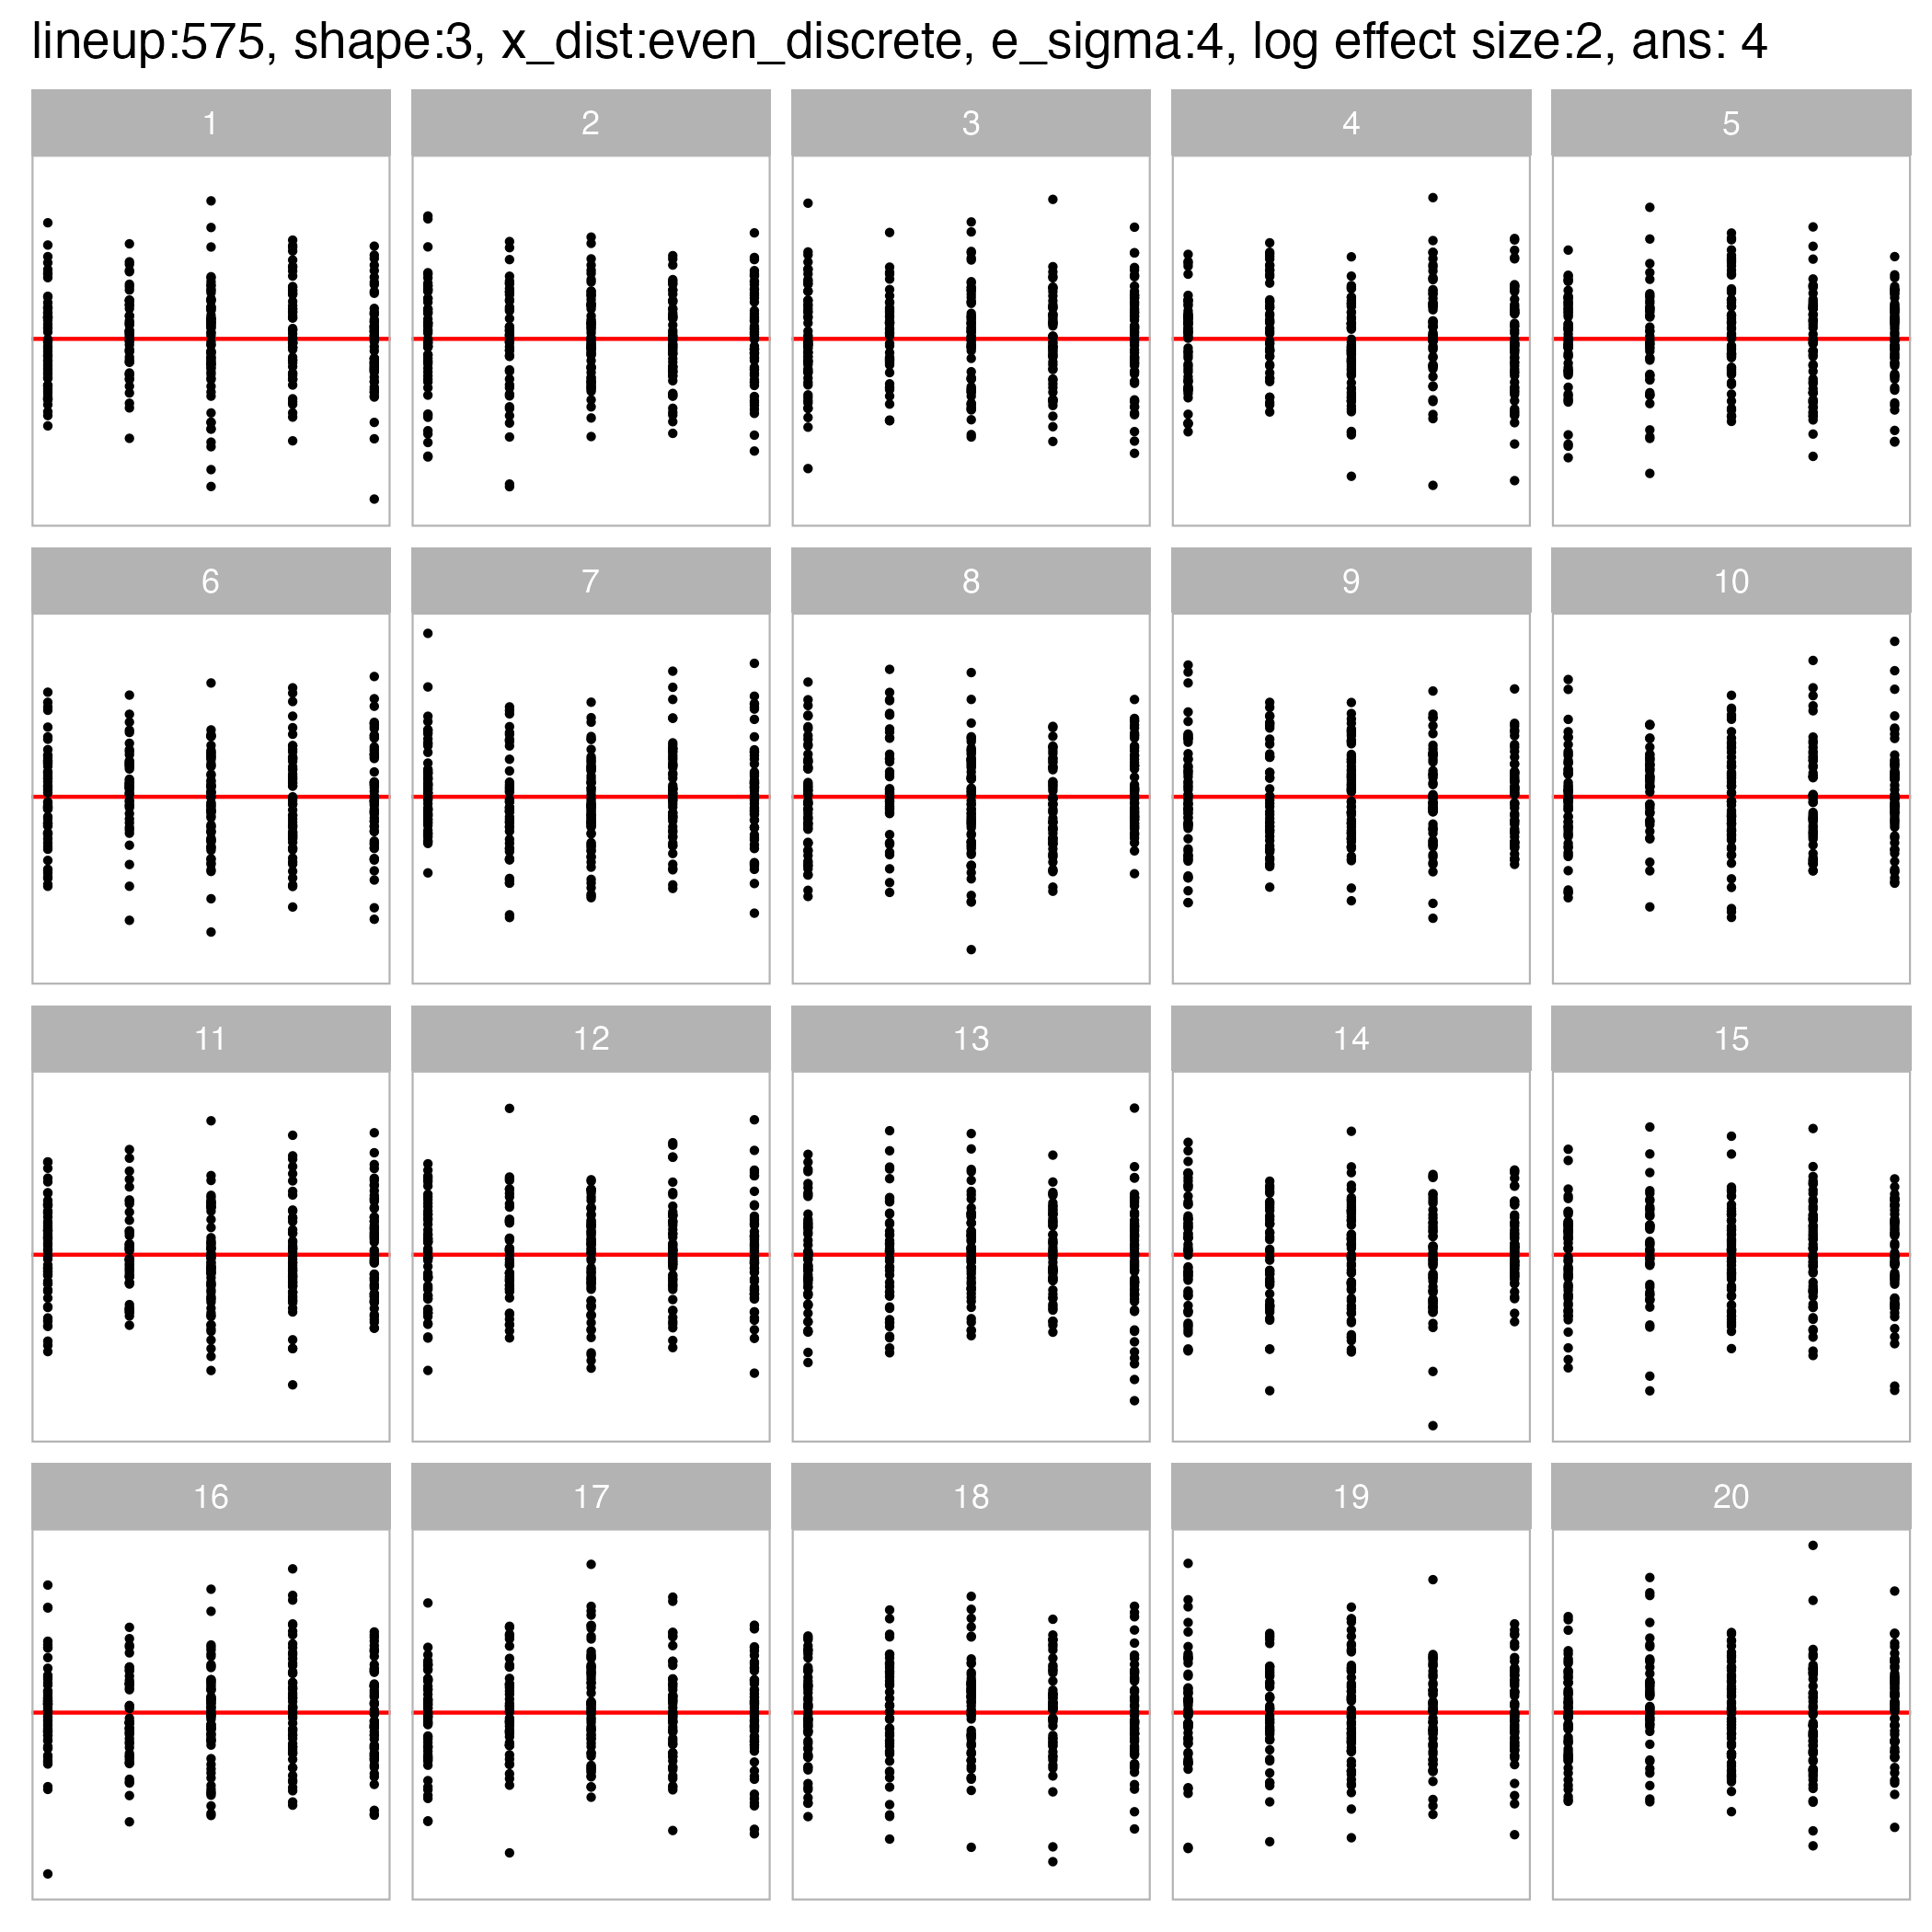 lineup:575, shape:3, x_dist:even_discrete, e_sigma:4, log effect size:2, ans: 4
1 2 3 4 5
6 7 8 9 10
11 12 13 14 15
16 17 18 19 20